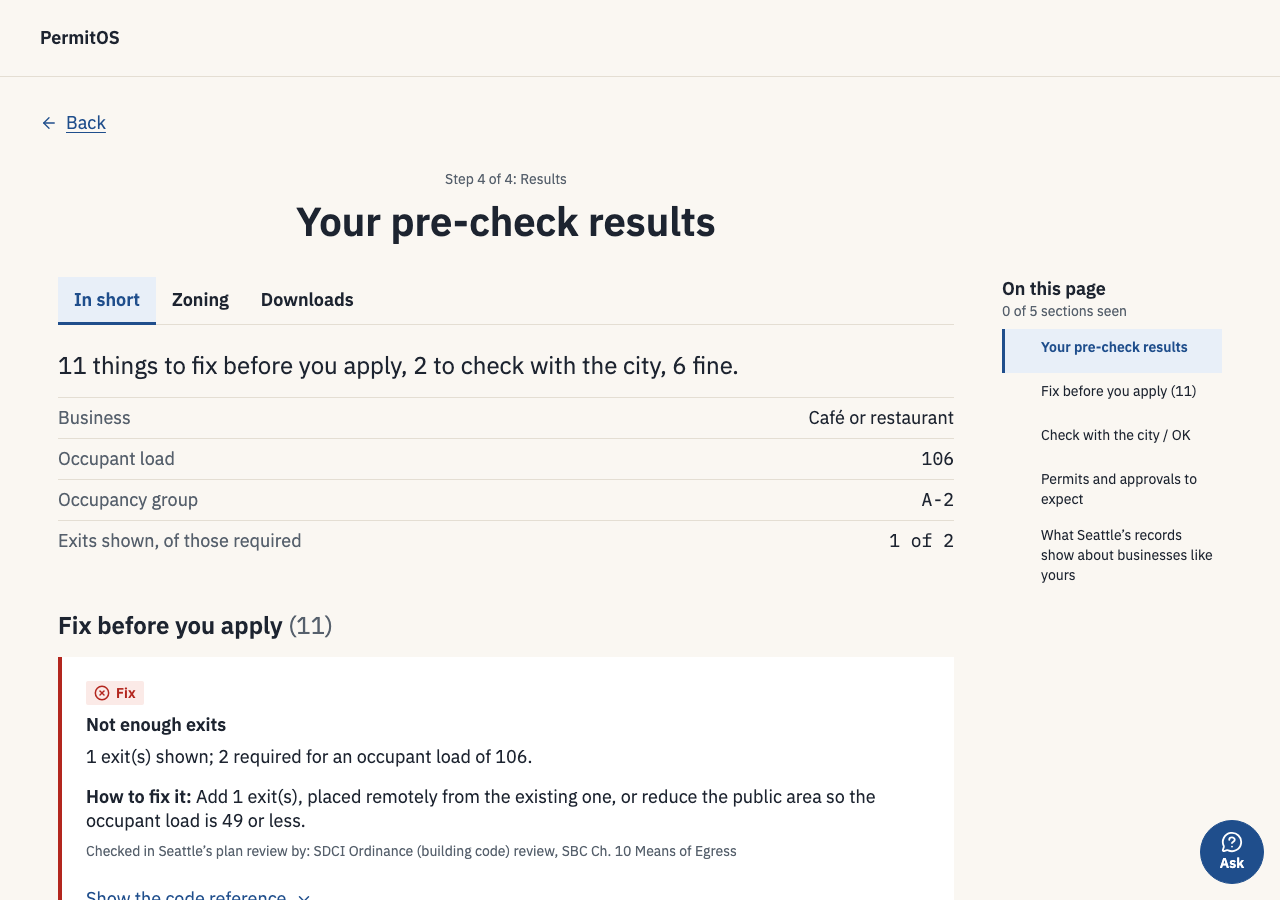 PermitOS
Back
Step 4 of 4: Results
Your pre-check results
In short
Zoning
Downloads
11 things to fix before you apply, 2 to check with the city, 6 fine.
Business
Café or restaurant
Occupant load
106
Occupancy group
A-2
Exits shown, of those required
1 of 2
Fix before you apply (11)
Fix
Not enough exits
1 exit(s) shown; 2 required for an occupant load of 106.
How to fix it: Add 1 exit(s), placed remotely from the existing one, or reduce the public area so the
occupant load is 49 or less.
Checked in Seattle’s plan review by: SDCI Ordinance (building code) review, SBC Ch. 10 Means of Egress
Show the code reference
On this page
0 of 5 sections seen
Your pre-check results
Fix before you apply (11)
Check with the city / OK
Permits and approvals to
expect
What Seattle’s records
show about businesses like
yours
Ask